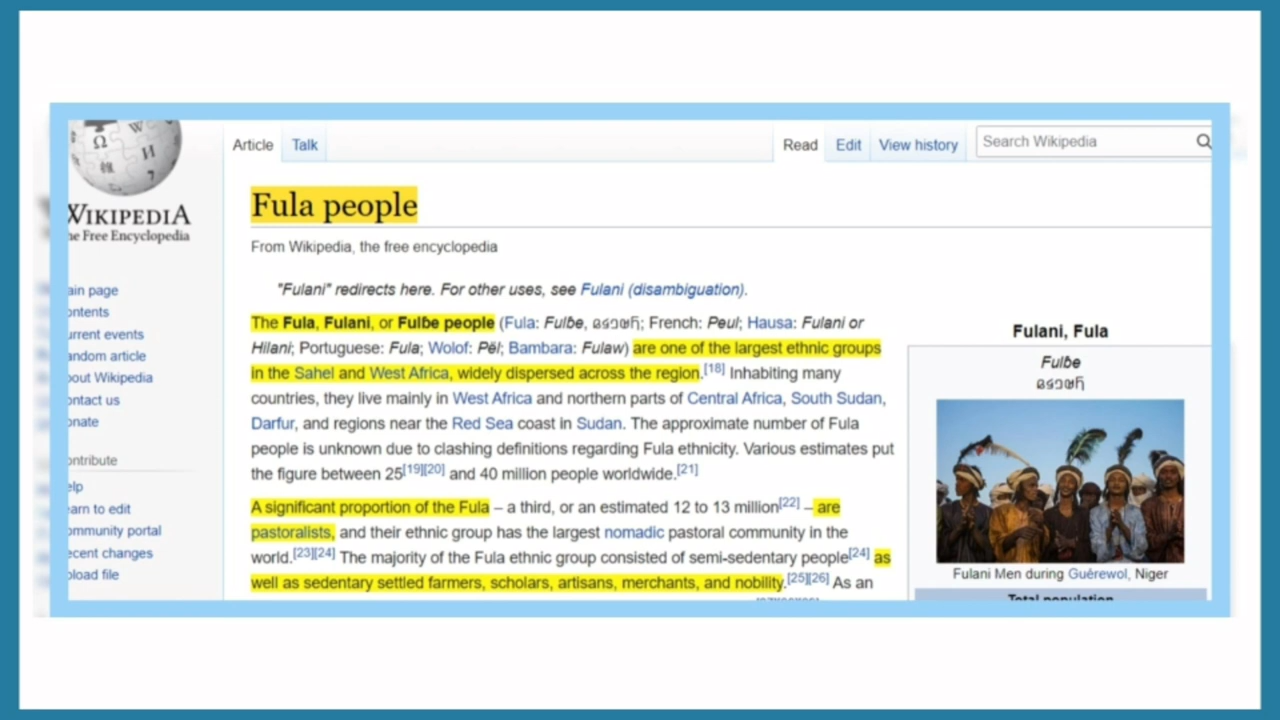 Article Talk Read Edit View history Search Wikipedia
WIKIPEDIA
he Free Encyclopedia
ain page
ontents
urrent events
andom article
bout Wikipedia
ontact us
onate
ontribute
elp
earn to edit
ommunity portal
ecent changes
pload file
Fula people
From Wikipedia, the free encyclopedia
"Fulani" redirects here. For other uses, see Fulani (disambiguation).
The Fula, Fulani, or Fulɓe people (Fula: Fulɓe, French: Peul; Hausa: Fulani or
Hilani; Portuguese: Fula; Wolof: Pël; Bambara: Fulaw) are one of the largest ethnic groups
in the Sahel and West Africa, widely dispersed across the region.[18] Inhabiting many
countries, they live mainly in West Africa and northern parts of Central Africa, South Sudan,
Darfur, and regions near the Red Sea coast in Sudan. The approximate number of Fula
people is unknown due to clashing definitions regarding Fula ethnicity. Various estimates put
the figure between 25[19][20] and 40 million people worldwide.[21]
A significant proportion of the Fula – a third, or an estimated 12 to 13 million[22] – are
pastoralists, and their ethnic group has the largest nomadic pastoral community in the
world.[23][24] The majority of the Fula ethnic group consisted of semi-sedentary people[24] as
well as sedentary settled farmers, scholars, artisans, merchants, and nobility.[25][26] As an
Fulani, Fula
Fulɓe
Fulani Men during Guérewol, Niger
Total population